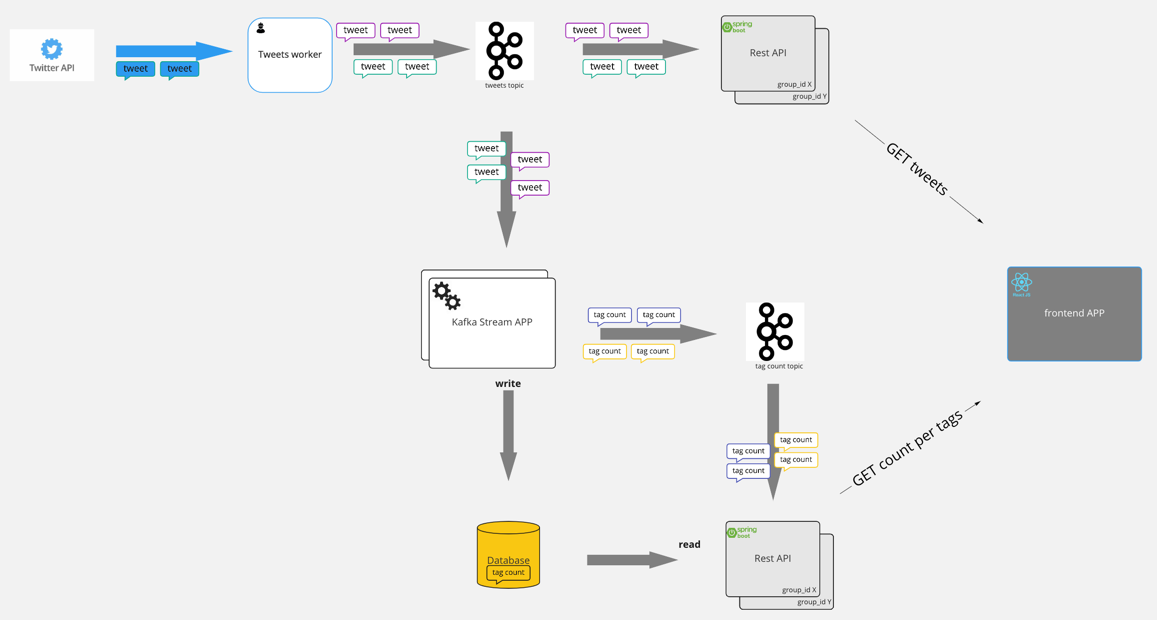 Twitter API
tweet
tweet
Tweets worker
tweet
tweet
tweet
tweet
tweets topic
tweet
tweet
tweet
tweet
spring
boot
Rest API
group_id X
group_id Y
tweet
tweet
tweet
tweet
GET tweets
Kafka Stream APP
tag count
tag count
tag count
tag count
tag count topic
React JS
frontend APP
write
tag count
tag count
tag count
tag count
GET count per tags
Database
tag count
read
spring
boot
Rest API
group_id X
group_id Y